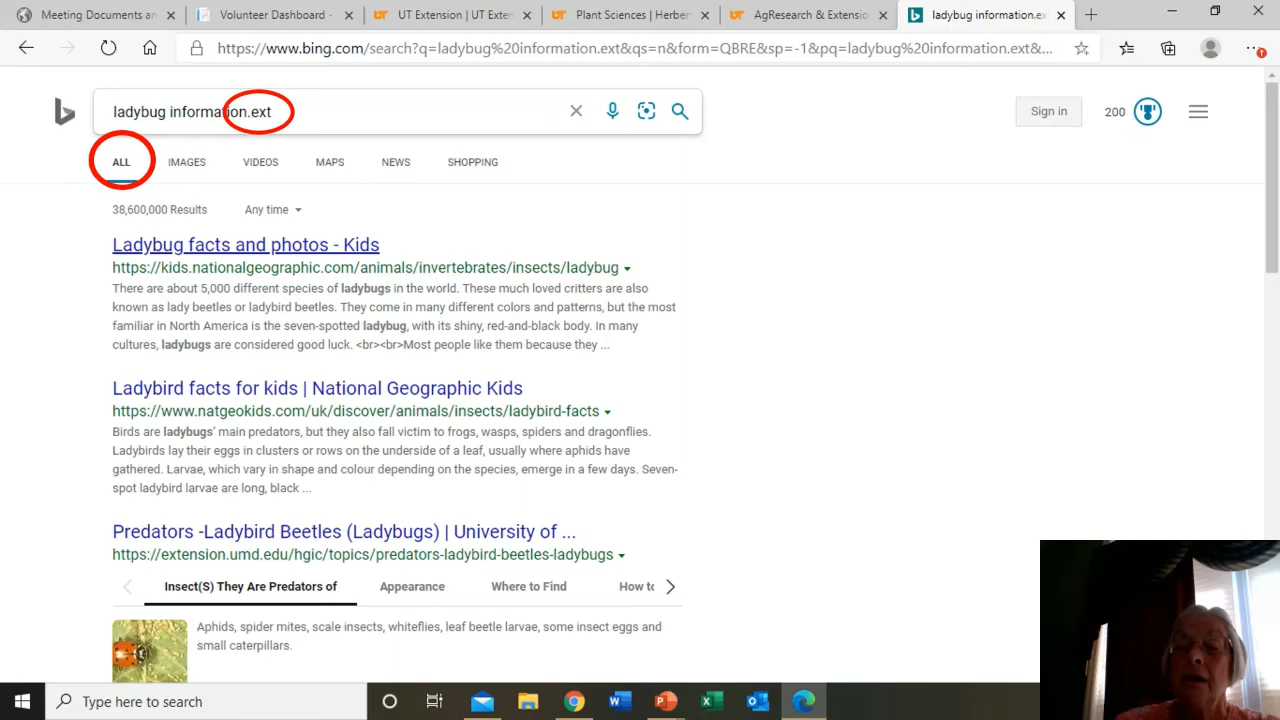 Meeting Documents -
Volunteer Dashboard -
UT Extension | UT Exten
Plant Sciences | Herber
AgResearch & Extensio
ladybug information.ex
https://www.bing.com/search?q=ladybug%20information.ext&qs=n&form=QBRE&sp=-1&pq=ladybug%20information.ext&...
ladybug information.ext
Sign in
200
ALL IMAGES VIDEOS MAPS NEWS SHOPPING
38,600,000 Results Any time
Ladybug facts and photos - Kids
https://kids.nationalgeographic.com/animals/invertebrates/insects/ladybug
There are about 5,000 different species of ladybugs in the world. These much loved critters are also
known as lady beetles or ladybird beetles. They come in many different colors and patterns, but the most
familiar in North America is the seven-spotted ladybug, with its shiny, red-and-black body. In many
cultures, ladybugs are considered good luck. <br><br>Most people like them because they ...
Ladybird facts for kids | National Geographic Kids
https://www.natgeokids.com/uk/discover/animals/insects/ladybird-facts
Birds are ladybugs' main predators, but they also fall victim to frogs, wasps, spiders and dragonflies.
Ladybirds lay their eggs in clusters or rows on the underside of a leaf, usually where aphids have
gathered. Larvae, which vary in shape and colour depending on the species, emerge in a few days. Seven-
spot ladybird larvae are long, black ...
Predators -Ladybird Beetles (Ladybugs) | University of ...
https://extension.umd.edu/hgic/topics/predators-ladybird-beetles-ladybugs
Insect(S) They Are Predators of Appearance Where to Find How to
Aphids, spider mites, scale insects, whiteflies, leaf beetle larvae, some insect eggs and
small caterpillars.
Type here to search